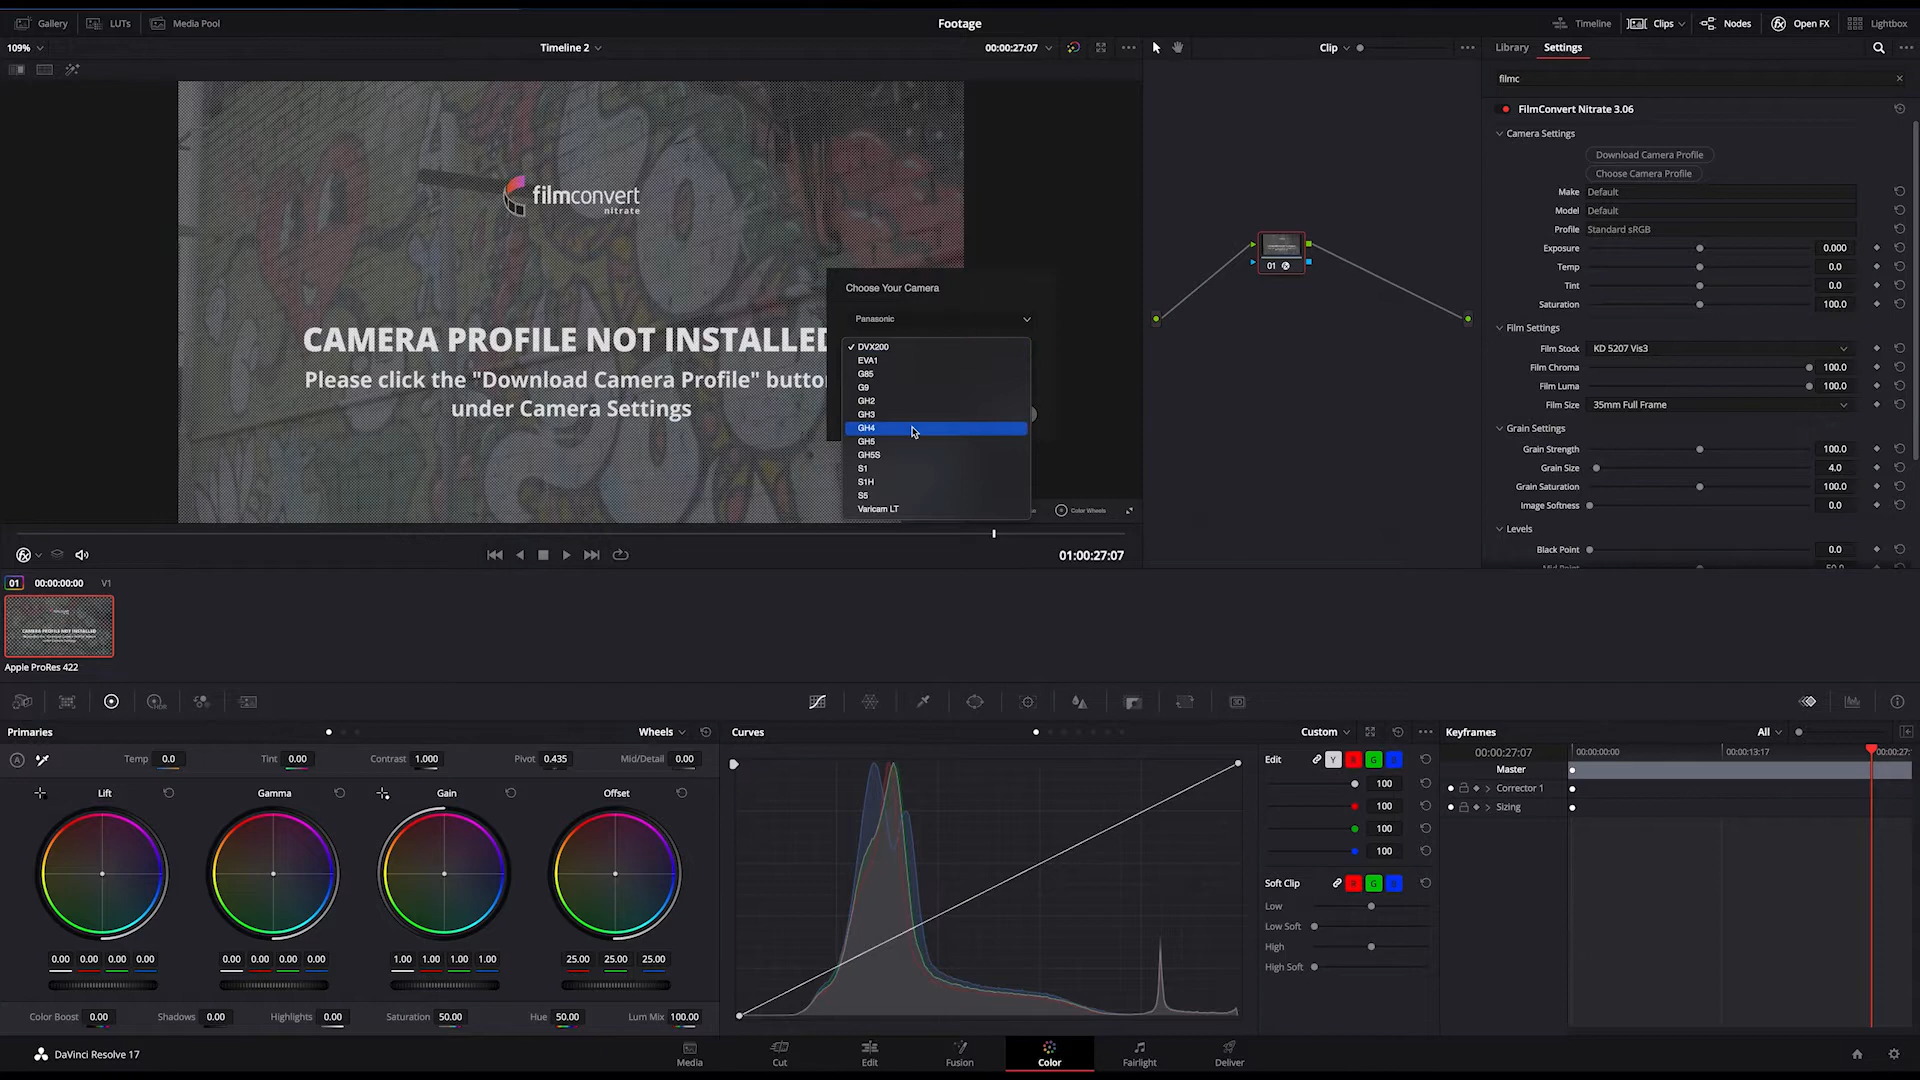 Gallery
LUTs
Media Pool
Footage
Timeline
Clips
Nodes
Open FX
Lightbox
109%
Timeline 2
00:00:27:07
Clip
Library
Settings
filmc
filmconvert
nitrate
CAMERA PROFILE NOT INSTALLED
Please click the "Download Camera Profile" butto
under Camera Settings
Choose Your Camera
Panasonic
DVX200
EVA1
G85
G9
GH2
GH3
GH4
GH5
GH5S
S1
S1H
S5
Varicam LT
Color Wheels
01
FilmConvert Nitrate 3.06
Camera Settings
Download Camera Profile
Choose Camera Profile
Make Default
Model Default
Profile Standard sRGB
Exposure 0.000
Temp 0.0
Tint 0.0
Saturation 100.0
Film Settings
Film Stock KD 5207 Vis3
Film Chroma 100.0
Film Luma 100.0
Film Size 35mm Full Frame
Grain Settings
Grain Strength 100.0
Grain Size 4.0
Grain Saturation 100.0
Image Softness 0.0
Levels
Black Point 0.0
01:00:27:07
01 00:00:00:00 V1
Apple ProRes 422
Primaries
Wheels
Temp 0.0
Tint 0.00
Contrast 1.000
Pivot 0.435
Mid/Detail 0.00
Lift
Gamma
Gain
Offset
0.00 0.00 0.00 0.00
0.00 0.00 0.00 0.00
1.00 1.00 1.00 1.00
25.00 25.00 25.00
Color Boost 0.00
Shadows 0.00
Highlights 0.00
Saturation 50.00
Hue 50.00
Lum Mix 100.00
Curves
Custom
Edit
Y R G
100
100
100
100
Soft Clip
R G
Low
Low Soft
High
High Soft
Keyframes
All
00:00:27:07
00:00:00:00
00:00:13:17
00:00:27:
Master
Corrector 1
Sizing
DaVinci Resolve 17
Media
Cut
Edit
Fusion
Color
Fairlight
Deliver